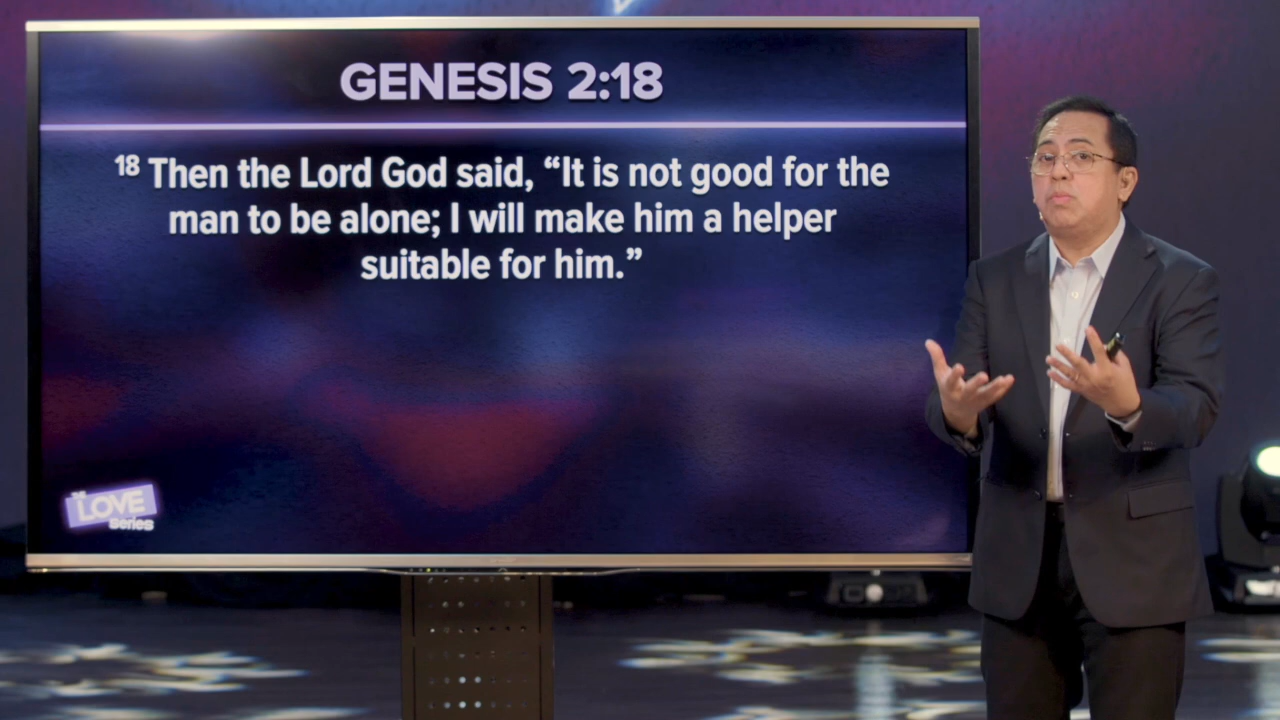 GENESIS 2:18
18 Then the Lord God said, “It is not good for the
man to be alone; I will make him a helper
suitable for him.”
THE
LOVE
series